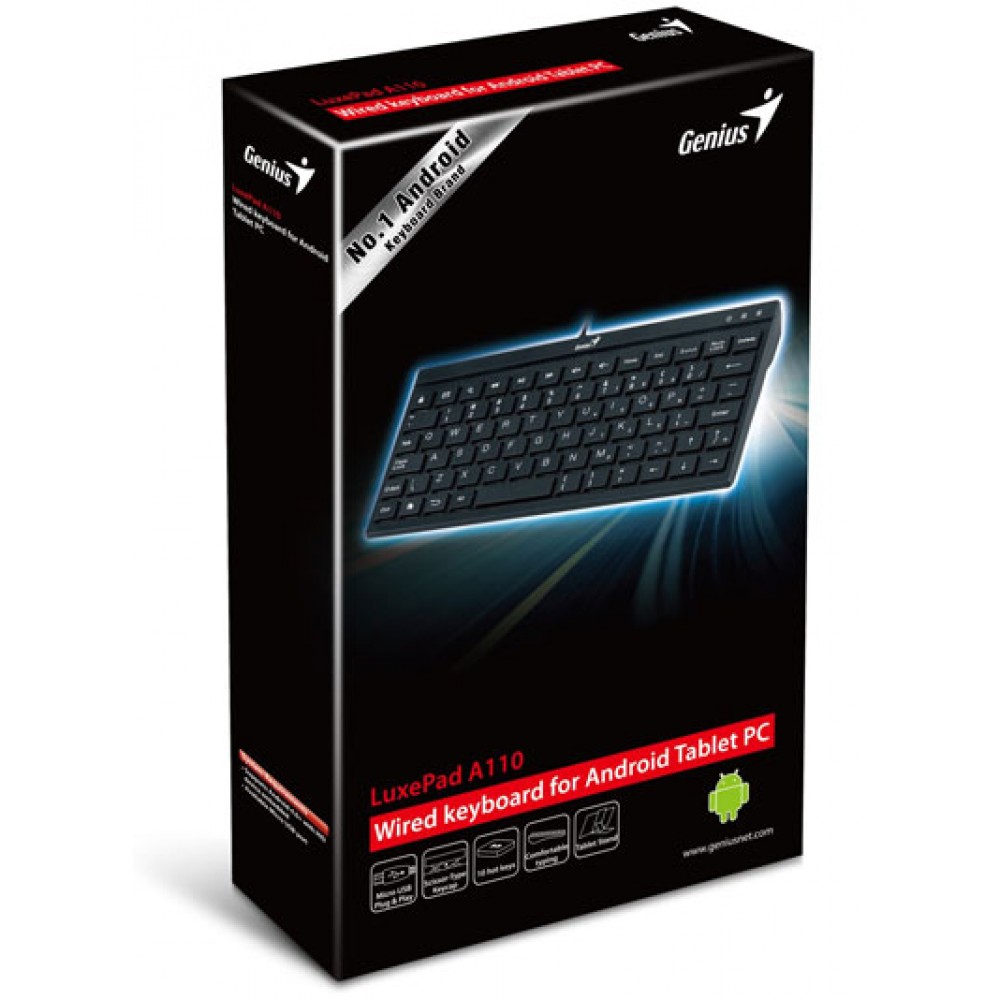 LuxePad A110
Wired keyboard for Android Tablet PC
Genius
Genius
LuxePad A110
Wired keyboard for Android
Tablet PC
No.1 Android
Keyboard Brand
Genius
Genius
Q W E R T Y U I O P
A S D F G H J K L
Z X C V B N M
LuxePad A110
Wired keyboard for Android Tablet PC
Micro USB
Plug & Play
Scissor-Type
Keycap
10 hot keys
Comfortable
typing
Tablet Stand
www.geniusnet.com